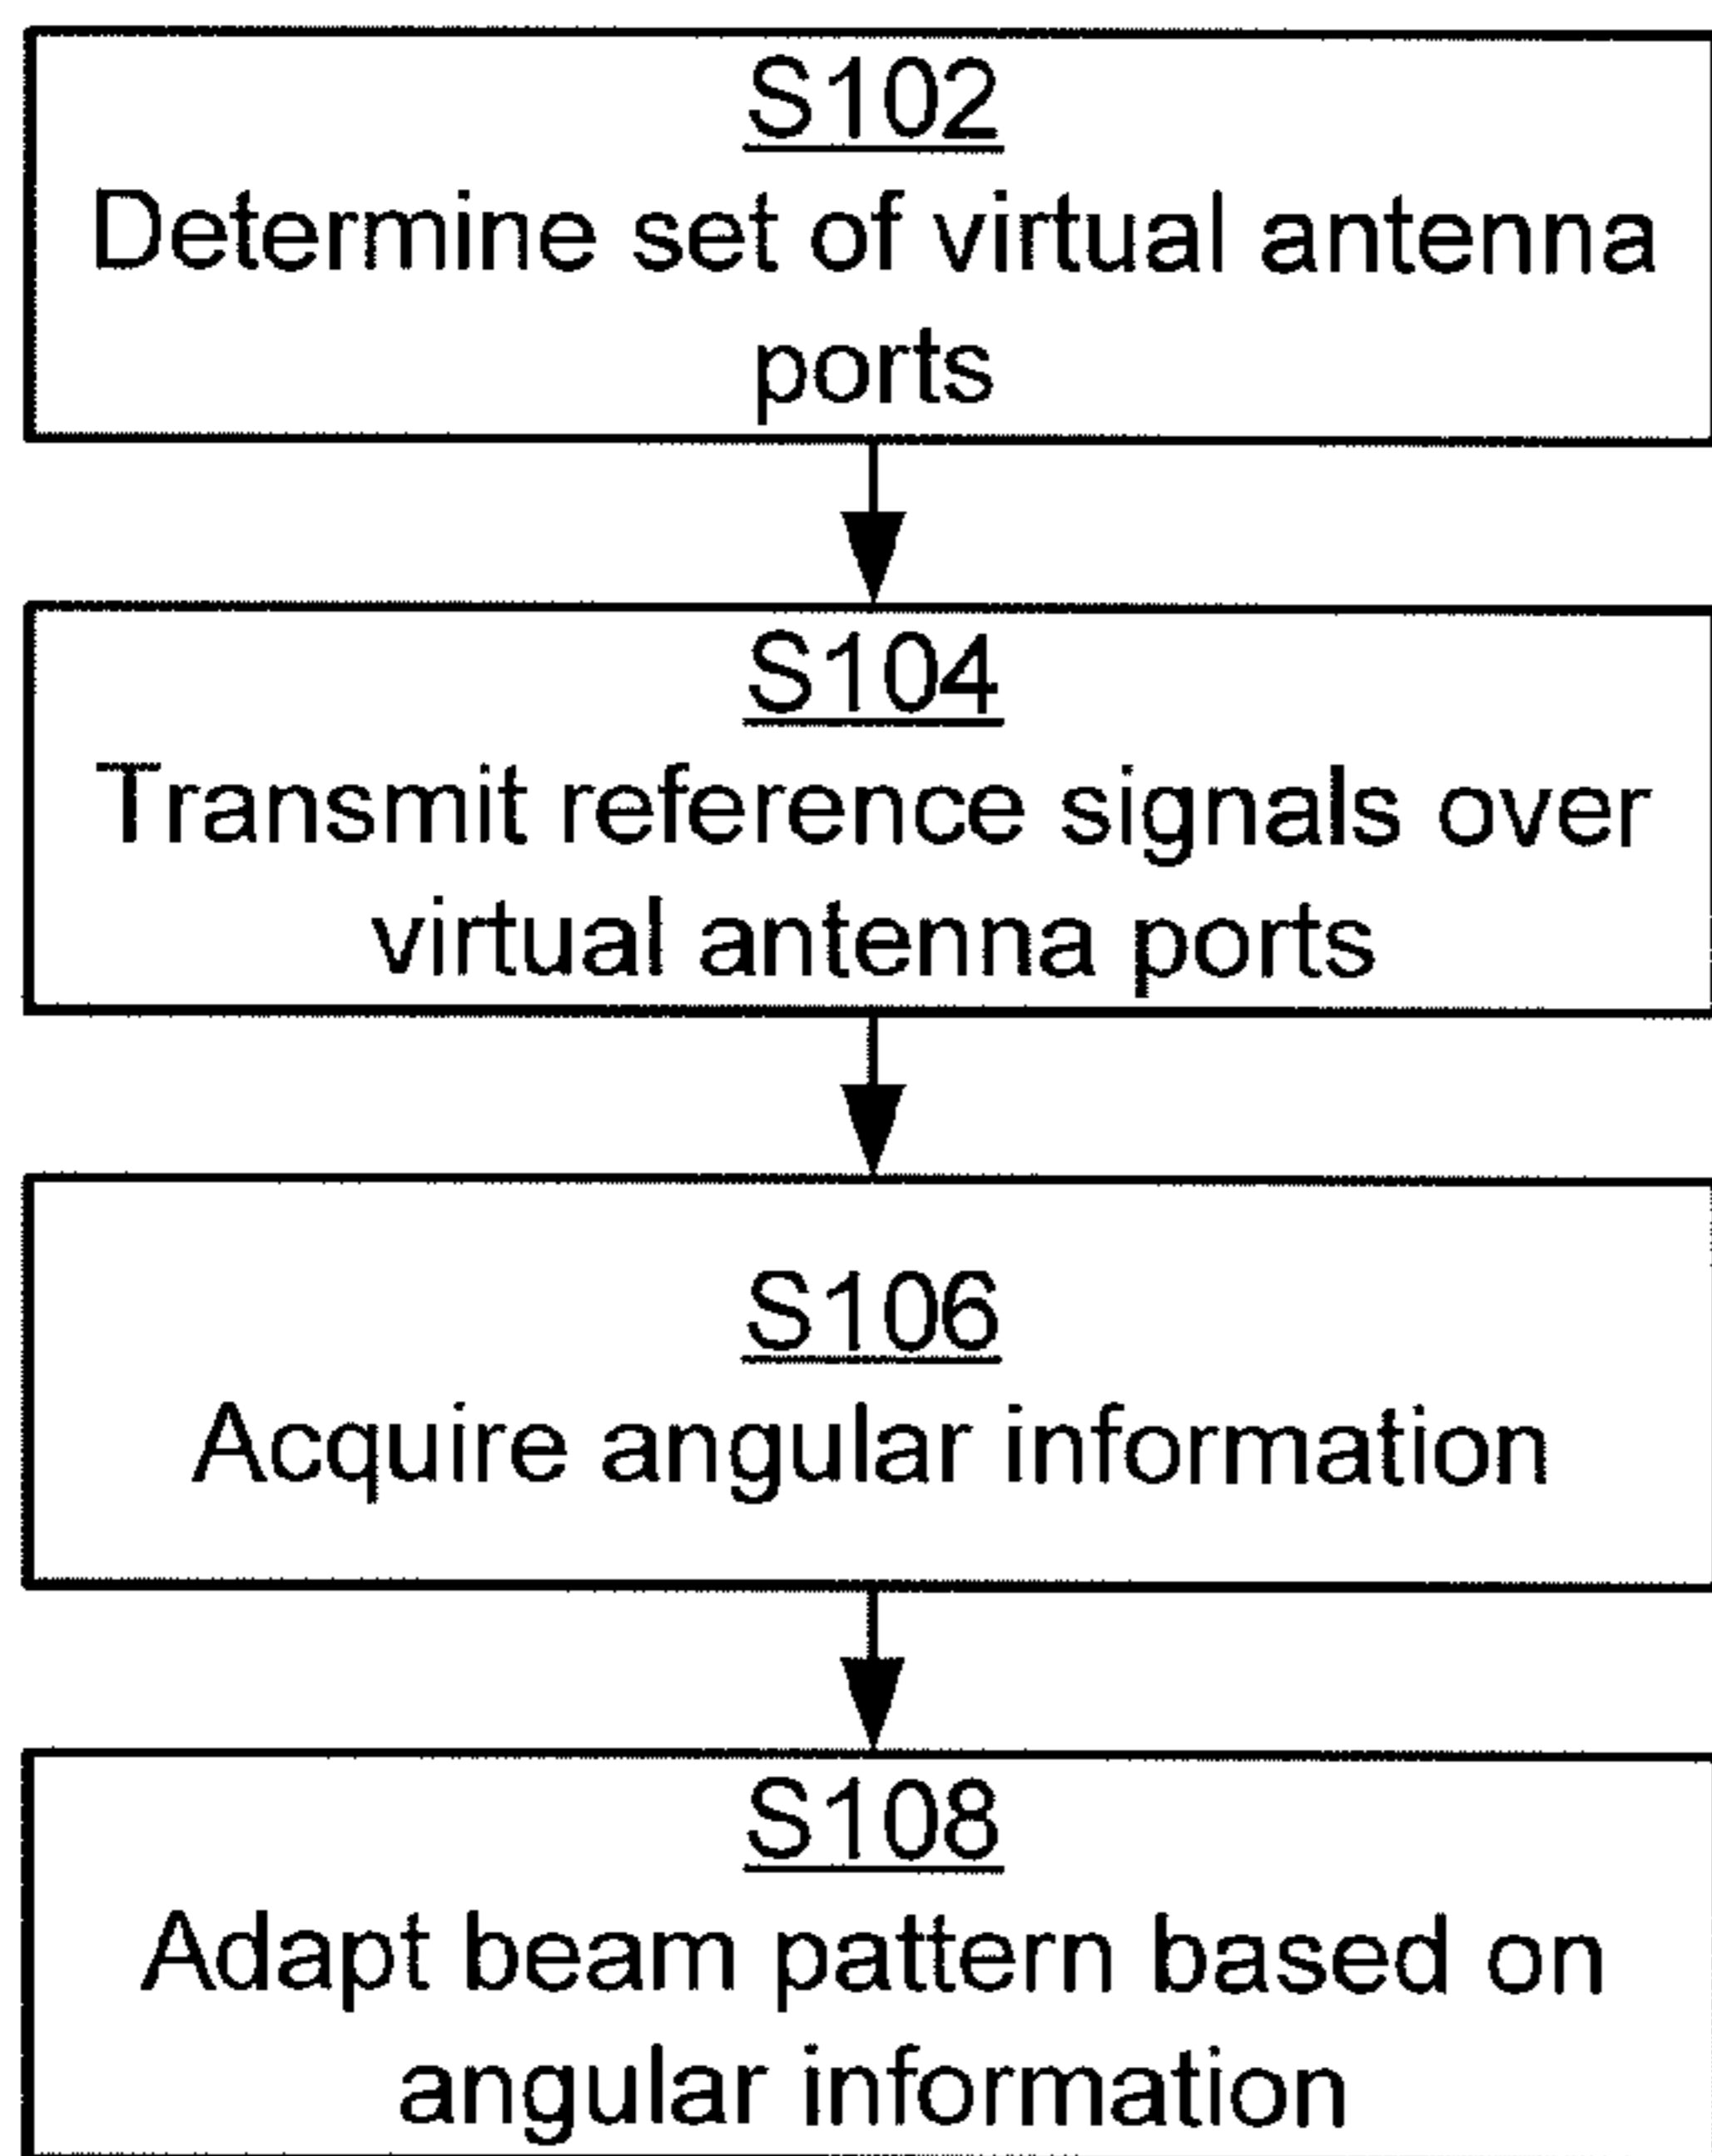 S102
Determine set of virtual antenna
ports
S104
Transmit reference signals over
virtual antenna ports
S106
Acquire angular information
S108
Adapt beam pattern based on
angular information